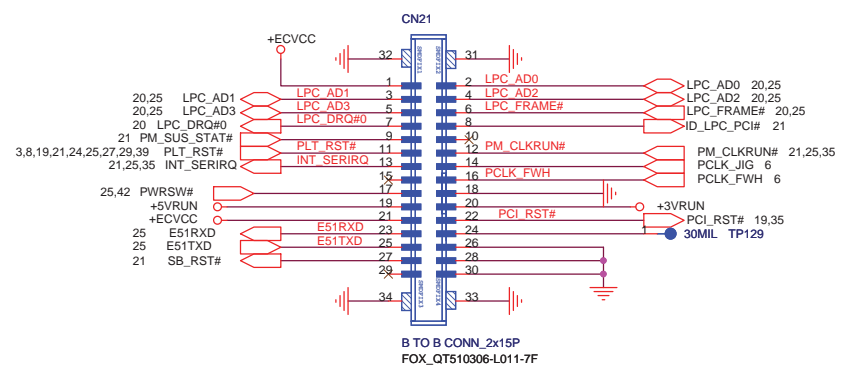 CN21
+ECVCC
32 SMDFIX1 SMDFIX2 31
1 2 LPC_AD0 LPC_AD0 20,25
20,25 LPC_AD1 LPC_AD1 3 4 LPC_AD2 LPC_AD2 20,25
20,25 LPC_AD3 LPC_AD3 5 6 LPC_FRAME# LPC_FRAME# 20,25
20 LPC_DRQ#0 LPC_DRQ#0 7 8 ID_LPC_PCI# 21
21 PM_SUS_STAT# 9 10
3,8,19,21,24,25,27,29,39 PLT_RST# PLT_RST# 11 12 PM_CLKRUN# PM_CLKRUN# 21,25,35
21,25,35 INT_SERIRQ INT_SERIRQ 13 14 PCLK_JIG 6
15 16 PCLK_FWH PCLK_FWH 6
25,42 PWRSW# 17 18
+5VRUN 19 20 +3VRUN
+ECVCC 21 22 PCI_RST# PCI_RST# 19,35
25 E51RXD E51RXD 23 24 1 30MIL TP129
25 E51TXD E51TXD 25 26
21 SB_RST# 27 28
29 30
34 SMDFIX3 SMDFIX4 33
B TO B CONN_2x15P
FOX_QT510306-L011-7F